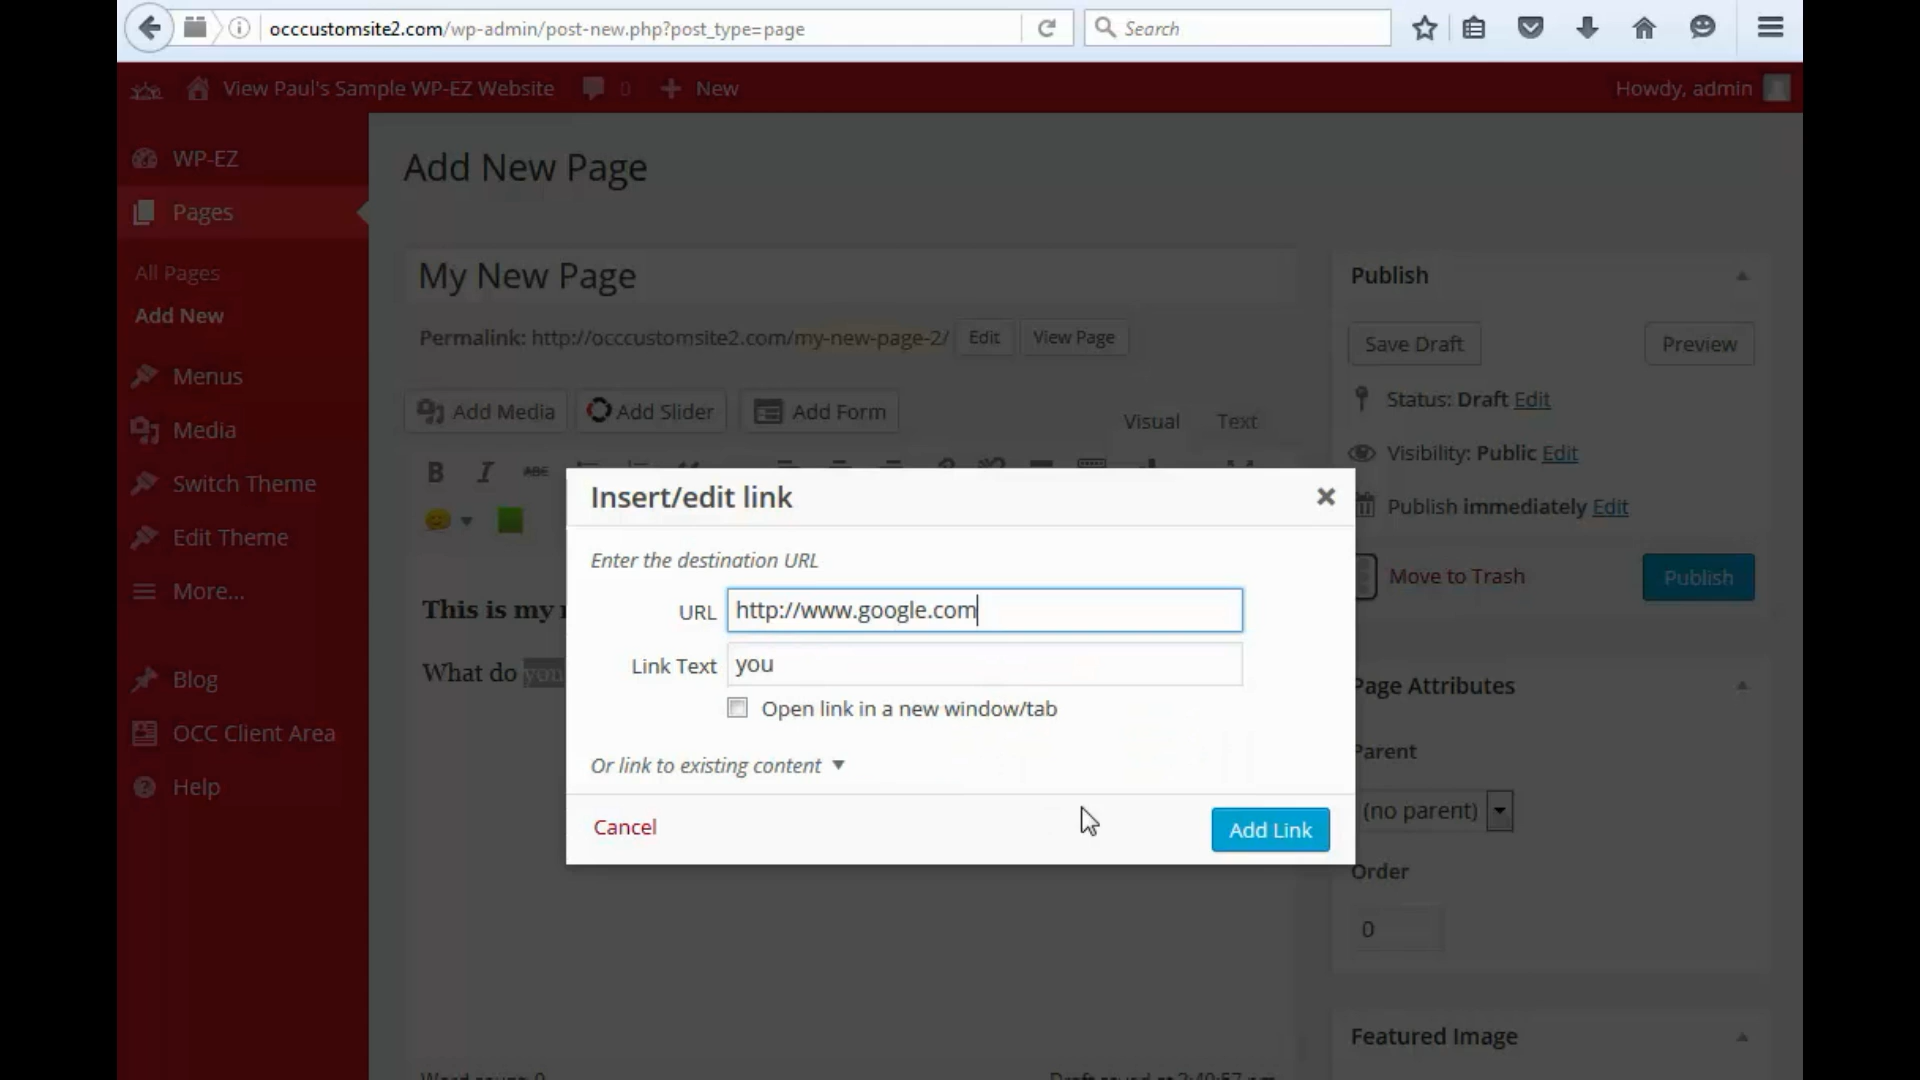 occcustomsite2.com/wp-admin/post-new.php?post_type=page
Search
View Paul's Sample WP-EZ Website
0
New
Howdy, admin
WP-EZ
Pages
All Pages
Add New
Menus
Media
Switch Theme
Edit Theme
More...
Blog
OCC Client Area
Help
Add New Page
My New Page
Permalink: http://occcustomsite2.com/my-new-page-2/
Edit
View Page
Add Media
Add Slider
Add Form
Visual
Text
B I ABC
This is my
What do you
Insert/edit link
Enter the destination URL
URL http://www.google.com
Link Text you
Open link in a new window/tab
Or link to existing content
Cancel
Add Link
Publish
Save Draft
Preview
Status: Draft Edit
Visibility: Public Edit
Publish immediately Edit
Move to Trash
Publish
Page Attributes
Parent
(no parent)
Order
0
Featured Image